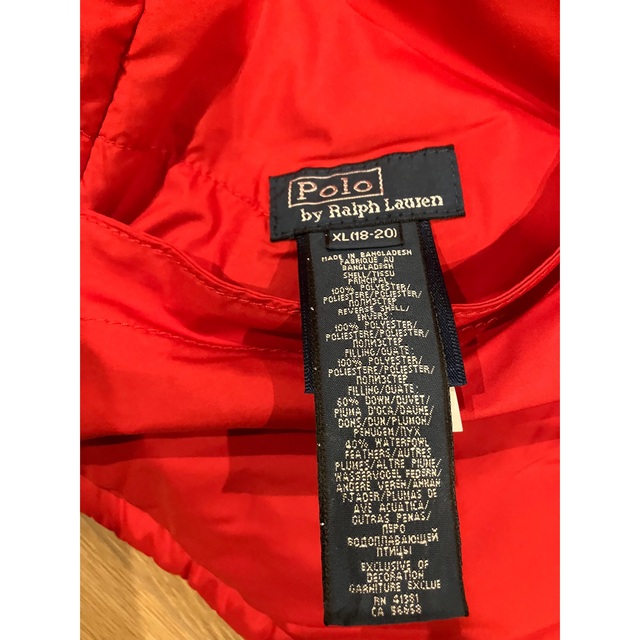 Polo
by Ralph Lauren
XL(18-20)
MADE IN BANGLADESH
FABRIQUE AU
BANGLADESH
SHELL/TISSU
PRINCIPAL:
100% POLYESTER/
POLIESTERE/POLIESTER/
ПОЛИЭСТЕР
REVERSE SHELL/
ENVERS:
100% POLYESTER/
POLIESTERE/POLIESTER/
ПОЛИЭСТЕР
FILLING/OUATE:
100% POLYESTER/
POLIESTERE/POLIESTER/
ПОЛИЭСТЕР
FILLING/OUATE:
60% DOWN/DUVET/
PIUMA D'OCA/DAUNE/
DONS/DUN/PLUMON/
PENUGEM/ПУХ
40% WATERFOWL
FEATHERS/AUTRES
PLUMES/ALTRE PIUME/
WASSERVOGEL FEDERN/
ANDERE VEREN/ANNAN
FJADER/PLUMAS DE
AVE ACUATICA/
OUTRAS PENAS/
ПЕРО
ВОДОПЛАВАЮЩЕЙ
ПТИЦЫ
EXCLUSIVE OF
DECORATION
GARNITURE EXCLUE
RN 41381
CA 56658